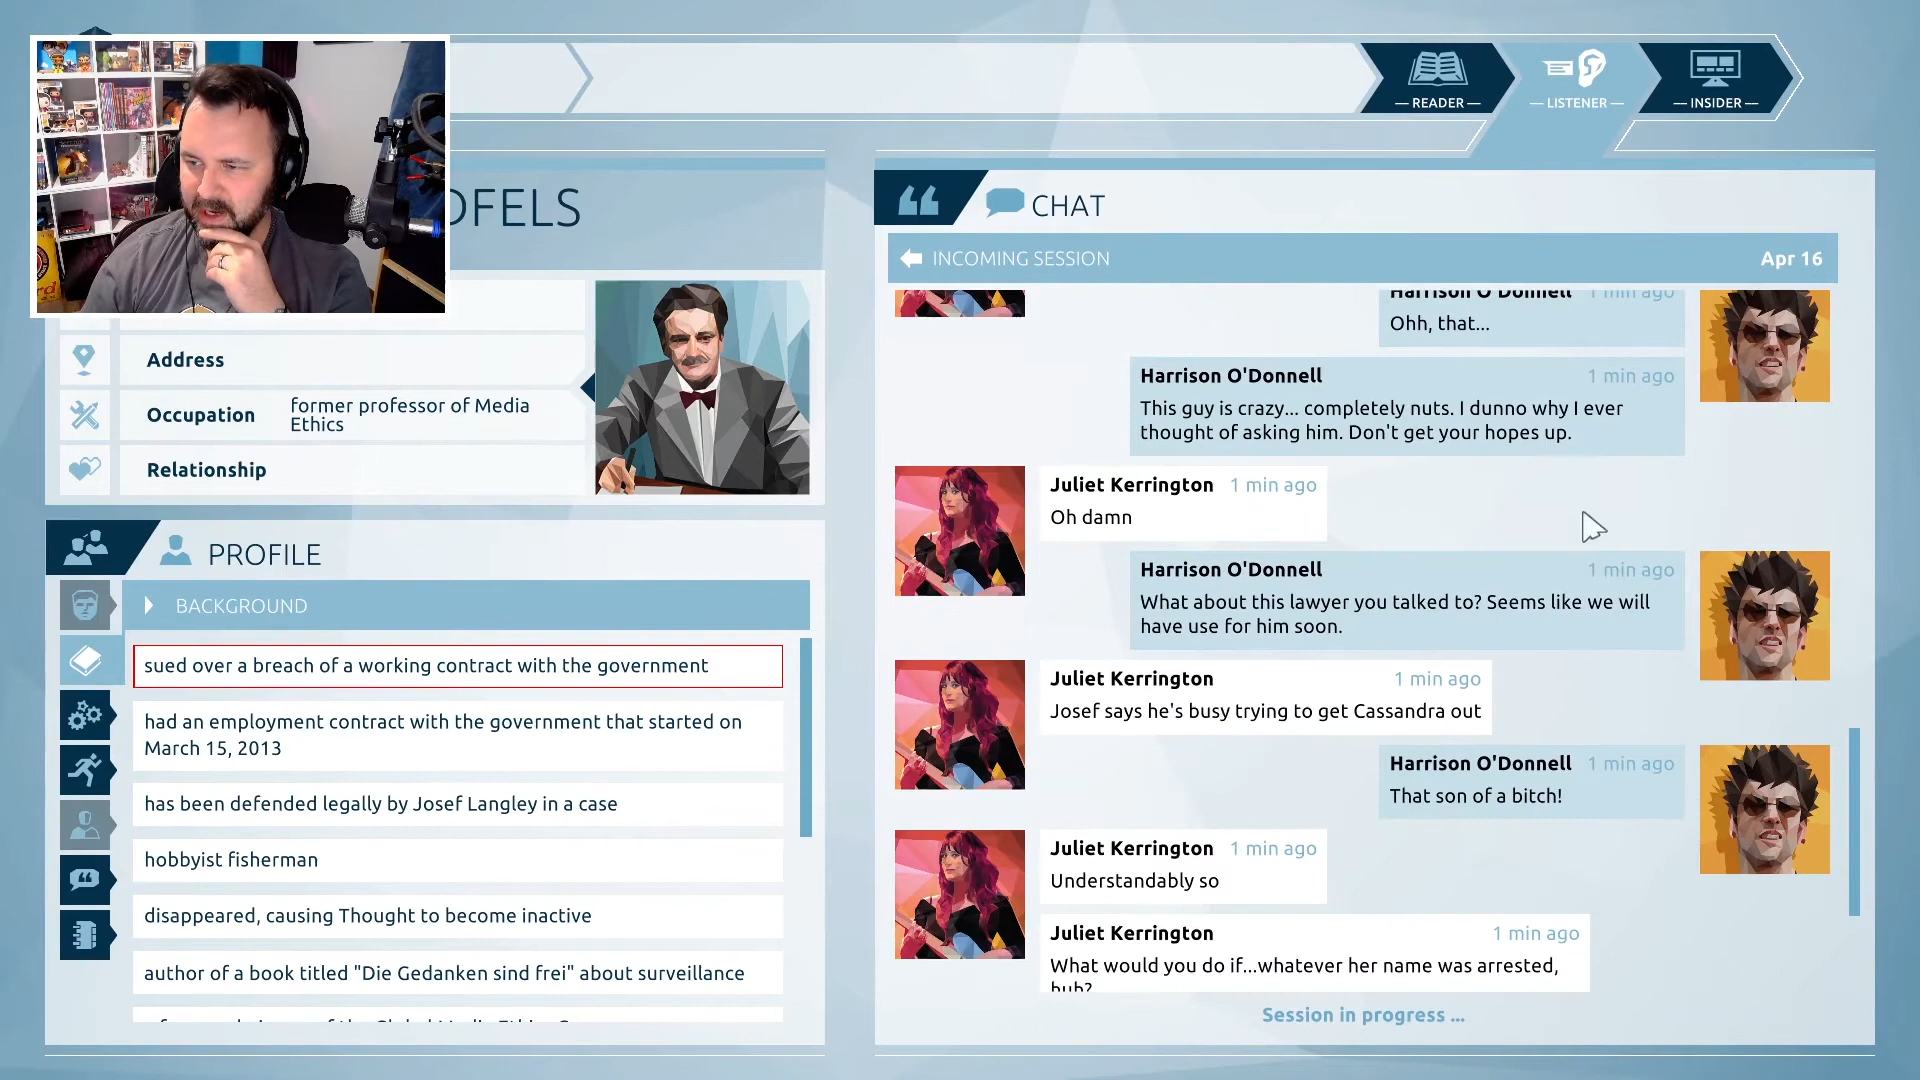 READER
LISTENER
INSIDER
OFELS
Address
Occupation
former professor of Media
Ethics
Relationship
PROFILE
BACKGROUND
sued over a breach of a working contract with the government
had an employment contract with the government that started on
March 15, 2013
has been defended legally by Josef Langley in a case
hobbyist fisherman
disappeared, causing Thought to become inactive
author of a book titled "Die Gedanken sind frei" about surveillance
CHAT
INCOMING SESSION
Apr 16
Harrison O'Donnell 1 min ago
Ohh, that...
Harrison O'Donnell 1 min ago
This guy is crazy... completely nuts. I dunno why I ever
thought of asking him. Don't get your hopes up.
Juliet Kerrington 1 min ago
Oh damn
Harrison O'Donnell 1 min ago
What about this lawyer you talked to? Seems like we will
have use for him soon.
Juliet Kerrington 1 min ago
Josef says he's busy trying to get Cassandra out
Harrison O'Donnell 1 min ago
That son of a bitch!
Juliet Kerrington 1 min ago
Understandably so
Juliet Kerrington 1 min ago
What would you do if...whatever her name was arrested,
huh?
Session in progress ...